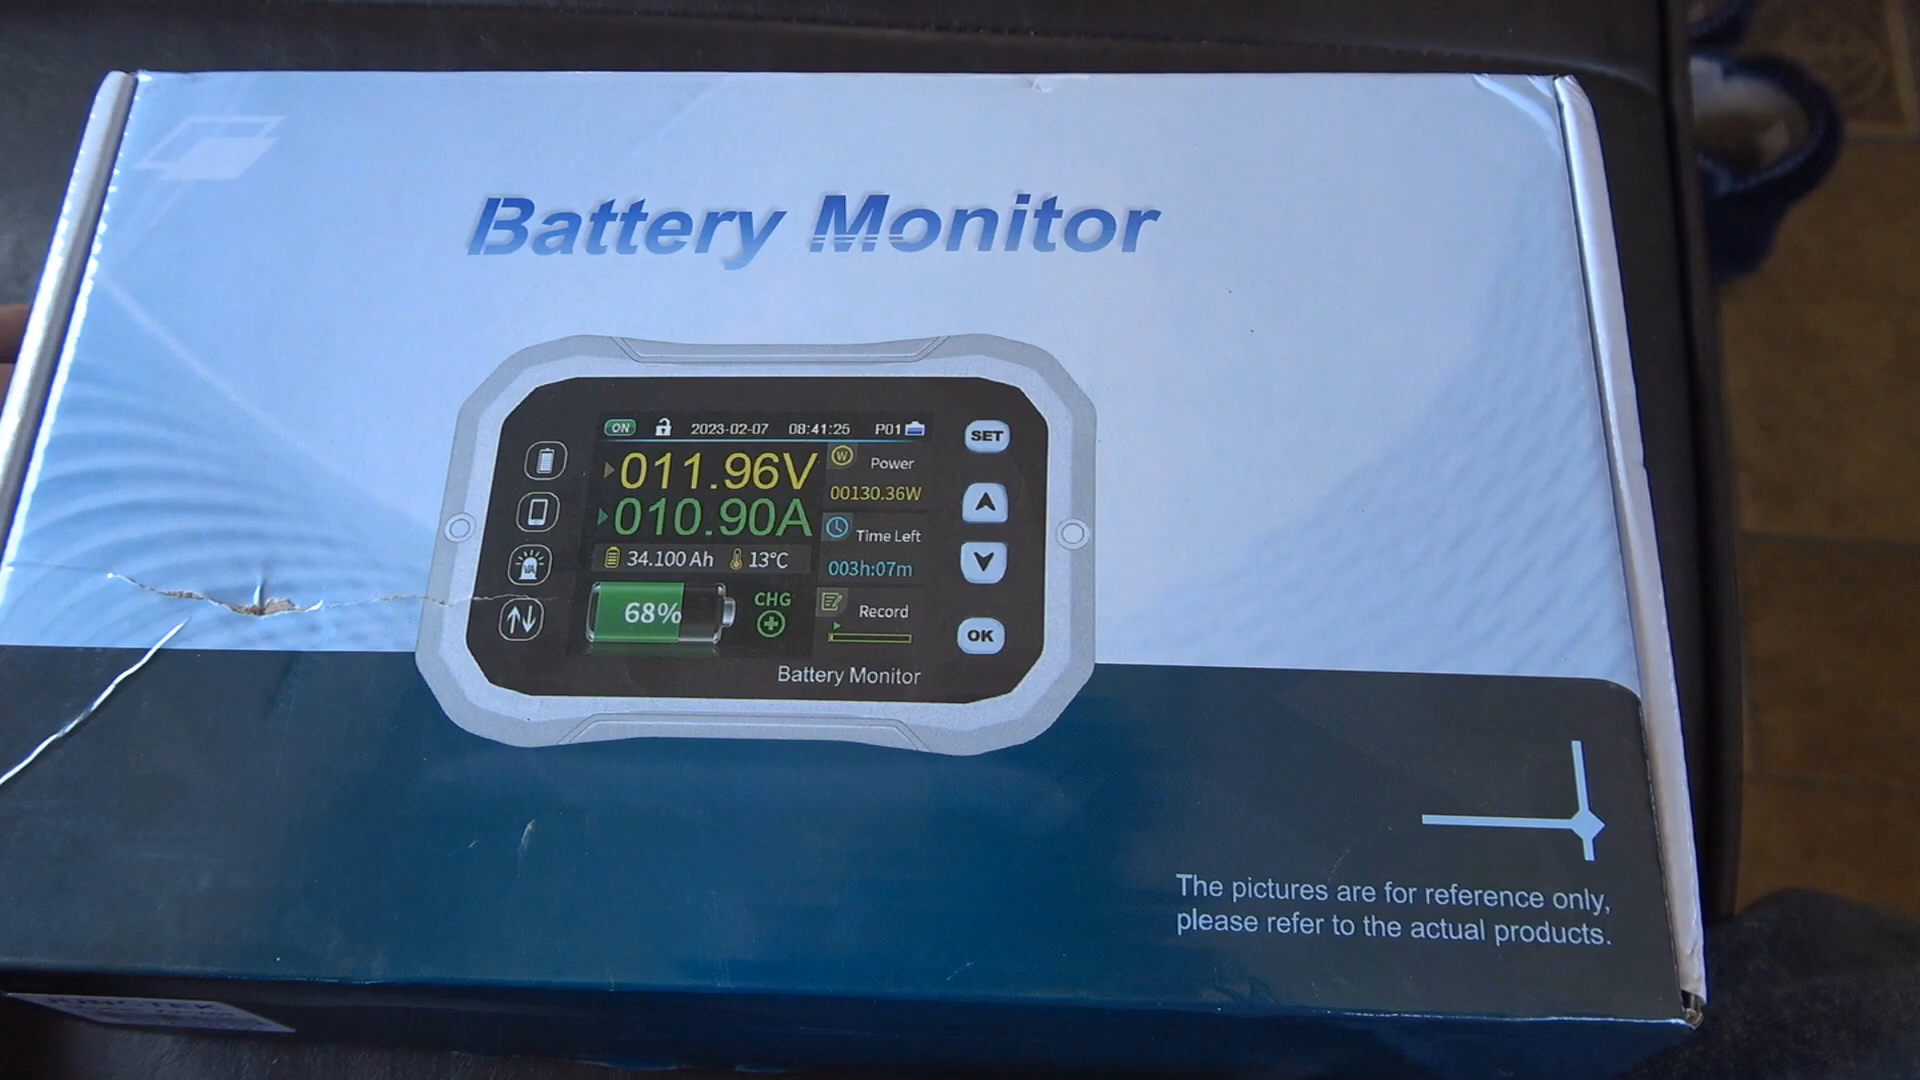 Battery Monitor
ON 2023-02-07 08:41:25 P01
SET
011.96V
W Power
00130.36W
010.90A
Time Left
34.100 Ah 13°C
003h:07m
68%
CHG
Record
OK
Battery Monitor
The pictures are for reference only,
please refer to the actual products.